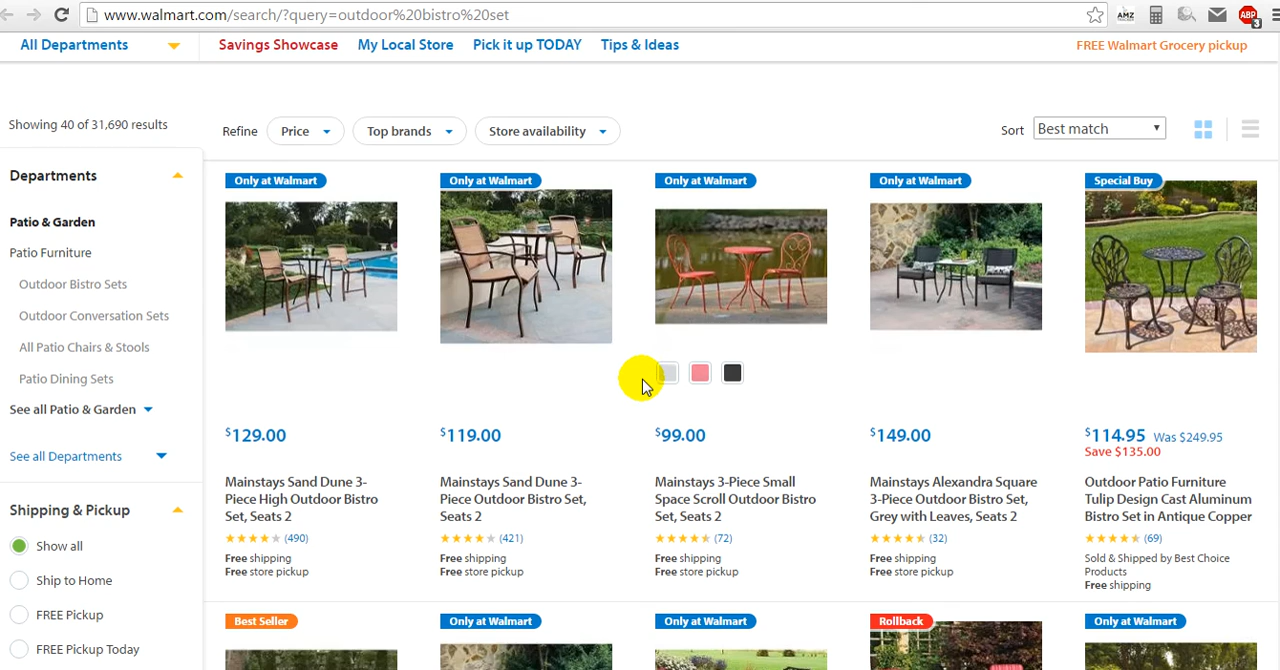 www.walmart.com/search/?query=outdoor%20bistro%20set
AMZ
ABP
3
All Departments
Savings Showcase
My Local Store
Pick it up TODAY
Tips & Ideas
FREE Walmart Grocery pickup
Showing 40 of 31,690 results
Refine
Price
Top brands
Store availability
Sort
Best match
Departments
Patio & Garden
Patio Furniture
Outdoor Bistro Sets
Outdoor Conversation Sets
All Patio Chairs & Stools
Patio Dining Sets
See all Patio & Garden
See all Departments
Shipping & Pickup
Show all
Ship to Home
FREE Pickup
FREE Pickup Today
Only at Walmart
$129.00
Mainstays Sand Dune 3-
Piece High Outdoor Bistro
Set, Seats 2
(490)
Free shipping
Free store pickup
Only at Walmart
$119.00
Mainstays Sand Dune 3-
Piece Outdoor Bistro Set,
Seats 2
(421)
Free shipping
Free store pickup
Only at Walmart
$99.00
Mainstays 3-Piece Small
Space Scroll Outdoor Bistro
Set, Seats 2
(72)
Free shipping
Free store pickup
Only at Walmart
$149.00
Mainstays Alexandra Square
3-Piece Outdoor Bistro Set,
Grey with Leaves, Seats 2
(32)
Free shipping
Free store pickup
Special Buy
$114.95 Was $249.95
Save $135.00
Outdoor Patio Furniture
Tulip Design Cast Aluminum
Bistro Set in Antique Copper
(69)
Sold & Shipped by Best Choice
Products
Free shipping
Best Seller
Only at Walmart
Only at Walmart
Rollback
Only at Walmart